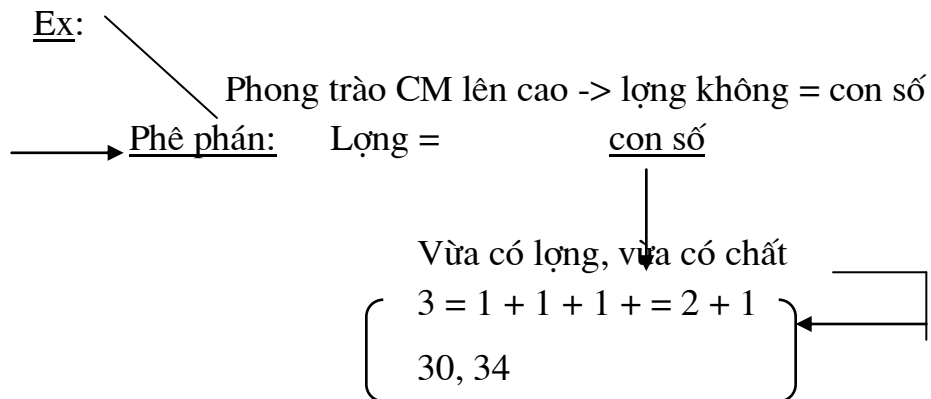 Ex:
Phong trào CM lên cao -> lợng không = con số
Phê phán: Lợng = con số
Vừa có lợng, vừa có chất
3 = 1 + 1 + 1 + = 2 + 1
30, 34